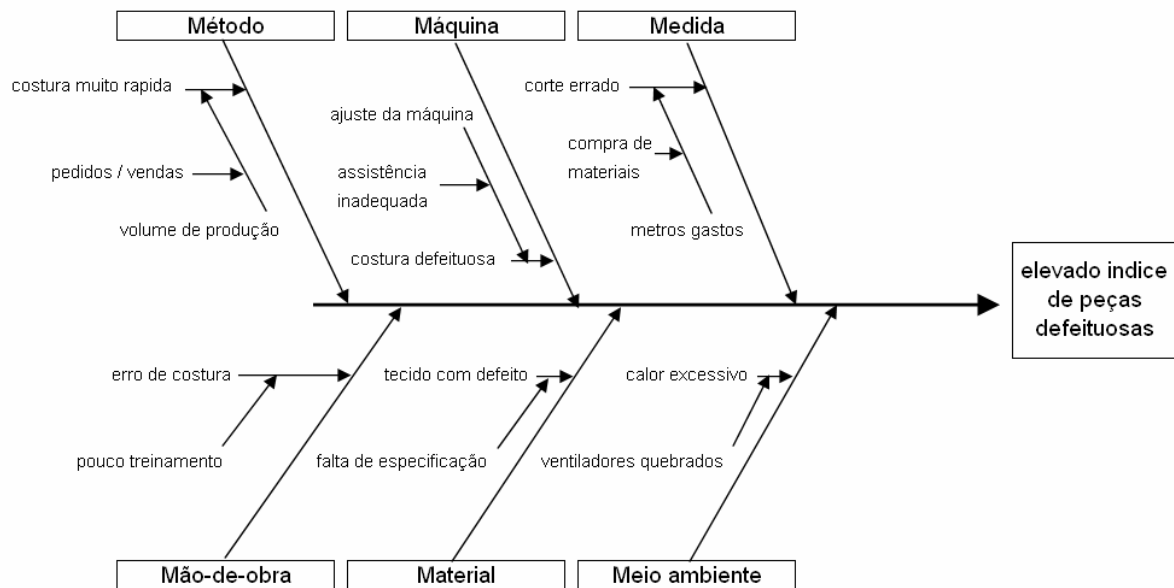 Método
Máquina
Medida
costura muito rapida
corte errado
ajuste da máquina
compra de
materiais
pedidos / vendas
assistência
inadequada
volume de produção
metros gastos
costura defeituosa
elevado indice
de peças
defeituosas
erro de costura
tecido com defeito
calor excessivo
pouco treinamento
falta de especificação
ventiladores quebrados
Mão-de-obra
Material
Meio ambiente